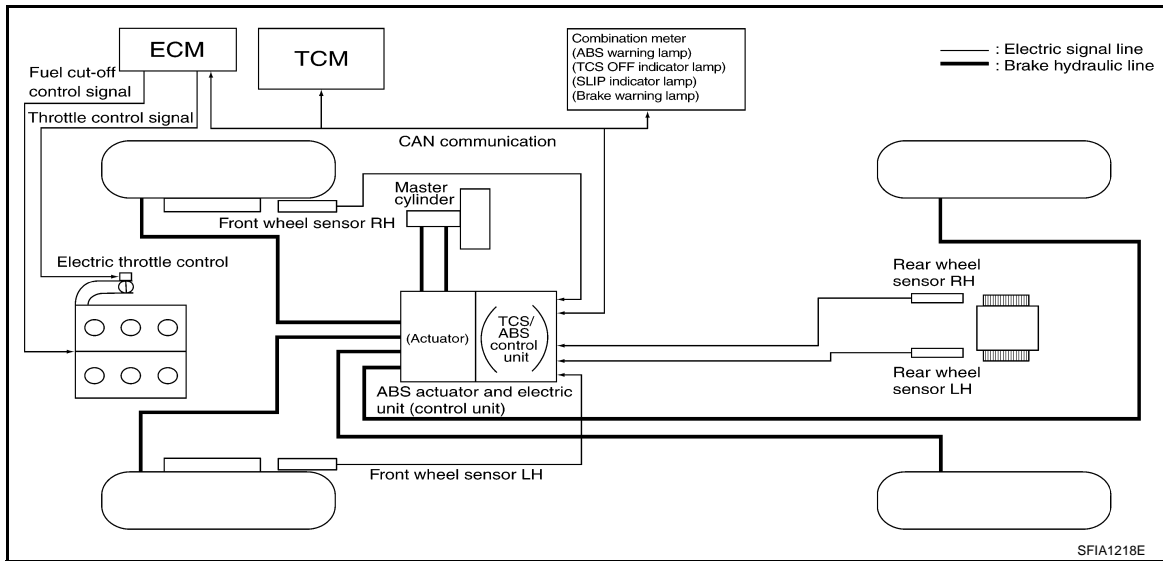 ECM
TCM
Combination meter
(ABS warning lamp)
(TCS OFF indicator lamp)
(SLIP indicator lamp)
(Brake warning lamp)
: Electric signal line
: Brake hydraulic line
Fuel cut-off
control signal
Throttle control signal
CAN communication
Master
cylinder
Front wheel sensor RH
Electric throttle control
Rear wheel
sensor RH
(Actuator)
(TCS/
ABS
control
unit)
Rear wheel
sensor LH
ABS actuator and electric
unit (control unit)
Front wheel sensor LH
SFIA1218E